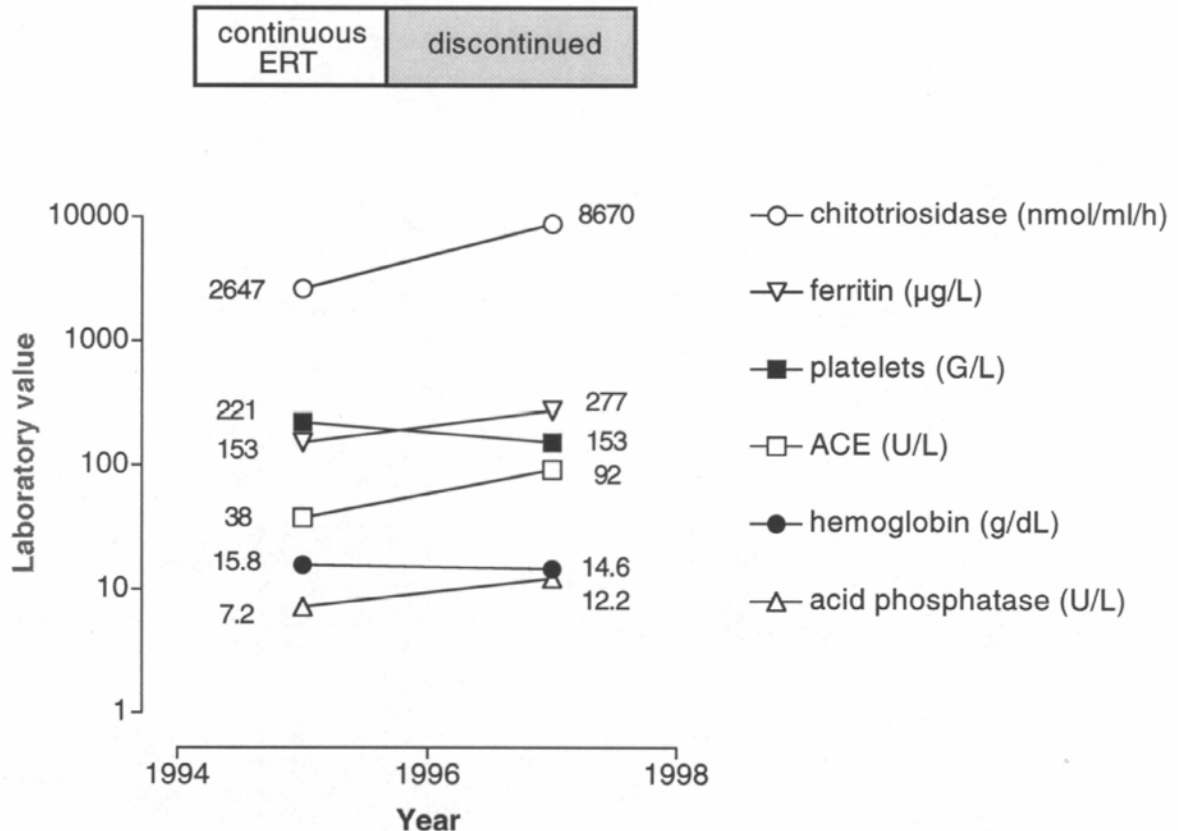 continuous
ERT
discontinued
10000
1000
100
10
1
Laboratory value
2647
8670
221
153
277
153
38
92
15.8
14.6
7.2
12.2
chitotriosidase (nmol/ml/h)
ferritin (µg/L)
platelets (G/L)
ACE (U/L)
hemoglobin (g/dL)
acid phosphatase (U/L)
1994
1996
1998
Year